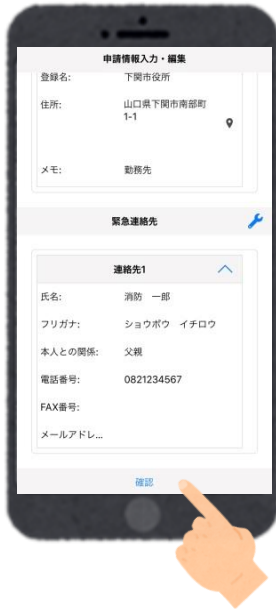 申請情報入力・編集
登録名: 下関市役所
住所: 山口県下関市南部町
1-1
メモ: 勤務先
緊急連絡先
連絡先1
氏名: 消防 一郎
フリガナ: ショウボウ イチロウ
本人との関係: 父親
電話番号: 0821234567
FAX番号:
メールアドレ...
確認